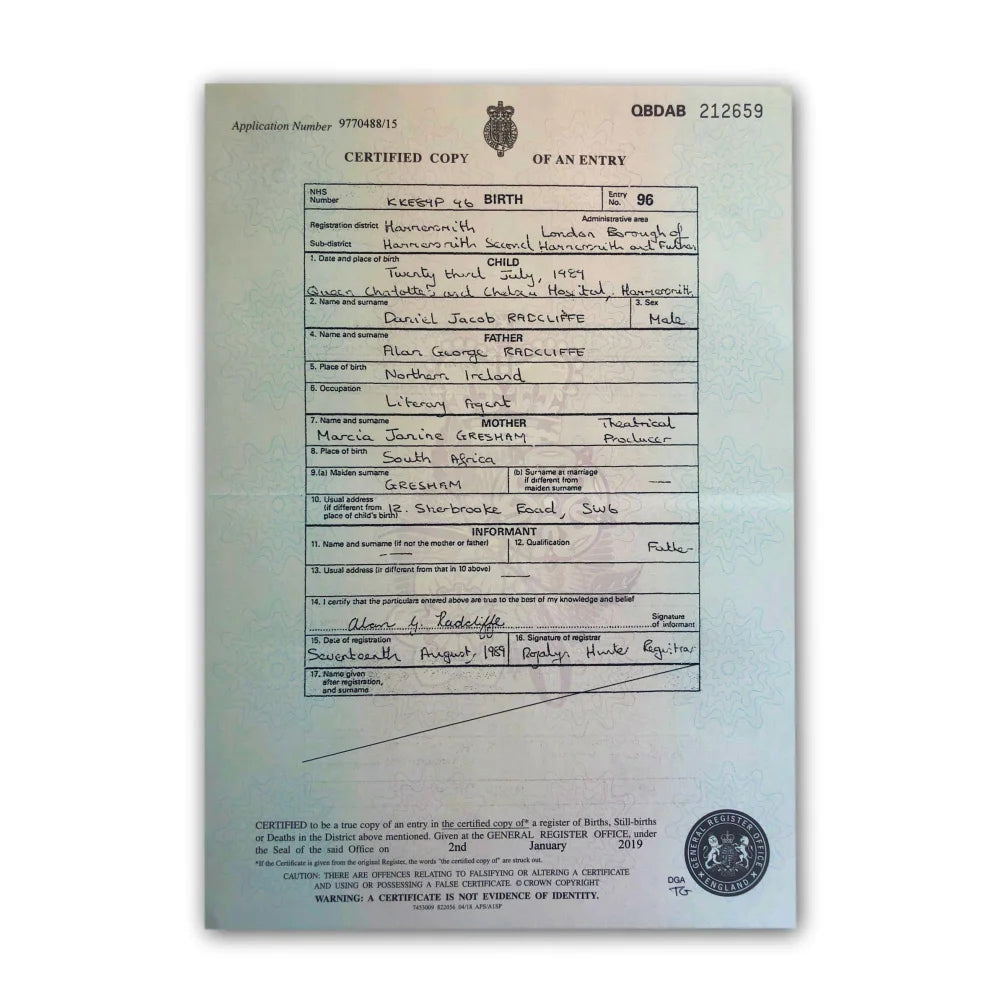 Application Number 9770488/15
QBDAB 212659
CERTIFIED COPY OF AN ENTRY
NHS Number BIRTH Entry No. 96
Administrative area
Registration district Hammersmith London Borough of
Sub-district Hammersmith Second Hammersmith and Fulham
1. Date and place of birth CHILD
Twenty third July, 1989
Queen Charlotte's and Chelsea Hospital, Hammersmith
2. Name and surname 3. Sex
Daniel Jacob RADCLIFFE Male
4. Name and surname FATHER
Alan George RADCLIFFE
5. Place of birth
Northern Ireland
6. Occupation
Literary Agent
7. Name and surname MOTHER Theatrical
Marcia Janine GRESHAM Producer
8. Place of birth
South Africa
9.(a) Maiden surname (b) Surname at marriage if different from maiden surname
GRESHAM —
10. Usual address
(if different from place of child's birth) 12. Sherbrooke Road, SW6
INFORMANT
11. Name and surname (if not the mother or father) 12. Qualification
— Father
13. Usual address (if different from that in 10 above)
—
14. I certify that the particulars entered above are true to the best of my knowledge and belief
Alan G. Radcliffe Signature of informant
15. Date of registration 16. Signature of registrar
Seventeenth August, 1989 Rosalyn Hunter Registrar
17. Name given
after registration,
and surname
CERTIFIED to be a true copy of an entry in the certified copy of* a register of Births, Still-births
or Deaths in the District above mentioned. Given at the GENERAL REGISTER OFFICE, under
the Seal of the said Office on 2nd January 2019
*If the Certificate is given from the original Register, the words "the certified copy of" are struck out.
CAUTION: THERE ARE OFFENCES RELATING TO FALSIFYING OR ALTERING A CERTIFICATE
AND USING OR POSSESSING A FALSE CERTIFICATE. © CROWN COPYRIGHT
WARNING: A CERTIFICATE IS NOT EVIDENCE OF IDENTITY.
GENERAL REGISTER OFFICE
ENGLAND
DGA